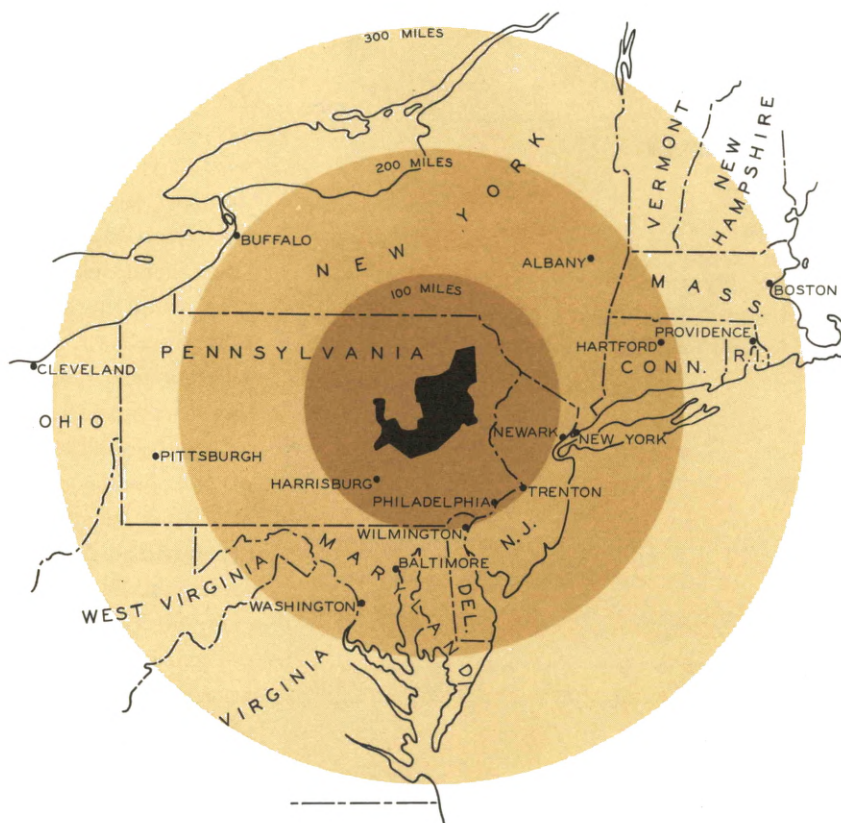 300 MILES
VERMONT
NEW
HAMPSHIRE
200 MILES
NEW YORK
BUFFALO
ALBANY
MASS.
BOSTON
100 MILES
PROVIDENCE
HARTFORD
R.I.
CONN.
PENNSYLVANIA
CLEVELAND
OHIO
NEWARK
NEW YORK
PITTSBURGH
HARRISBURG
TRENTON
PHILADELPHIA
N.J.
WILMINGTON
MARYLAND
BALTIMORE
WEST VIRGINIA
WASHINGTON
DEL.
VIRGINIA